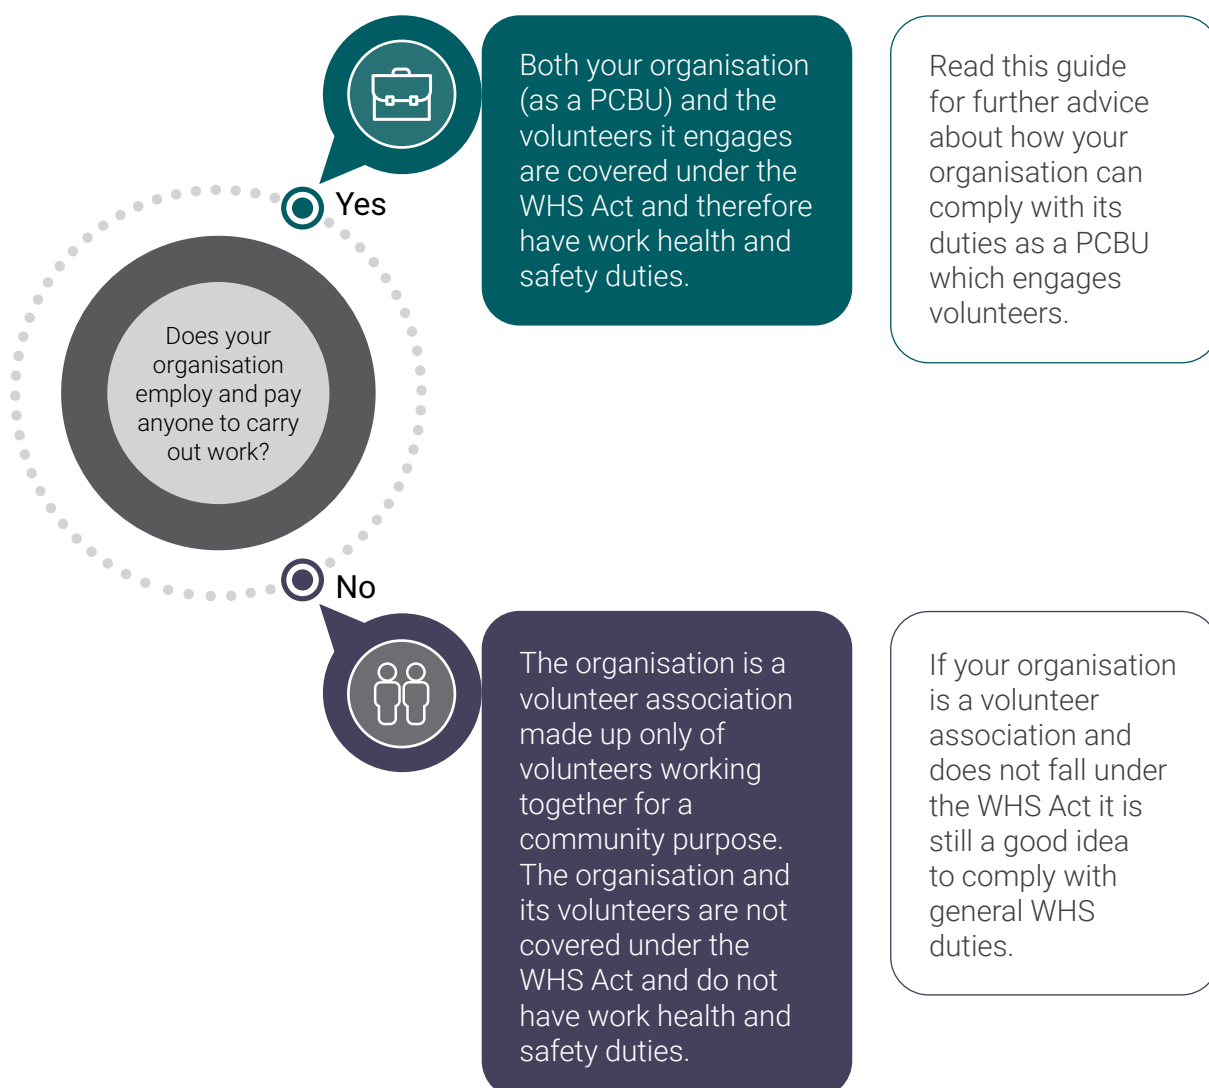 Does your
organisation
employ and pay
anyone to carry
out work?
Yes
Both your organisation
(as a PCBU) and the
volunteers it engages
are covered under the
WHS Act and therefore
have work health and
safety duties.
Read this guide
for further advice
about how your
organisation can
comply with its
duties as a PCBU
which engages
volunteers.
No
The organisation is a
volunteer association
made up only of
volunteers working
together for a
community purpose.
The organisation and
its volunteers are not
covered under the
WHS Act and do not
have work health and
safety duties.
If your organisation
is a volunteer
association and
does not fall under
the WHS Act it is
still a good idea
to comply with
general WHS
duties.